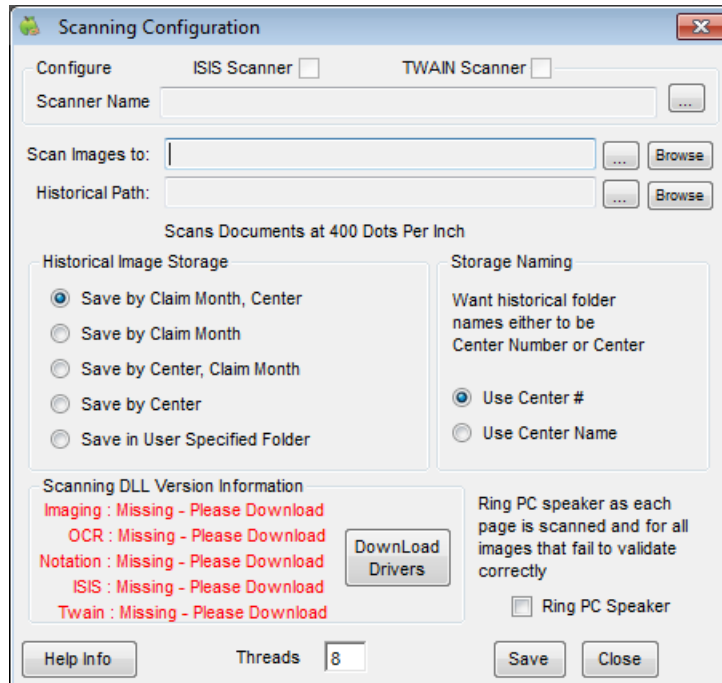 Scanning Configuration
Configure ISIS Scanner TWAIN Scanner
Scanner Name ...
Scan Images to: ... Browse
Historical Path: ... Browse
Scans Documents at 400 Dots Per Inch
Historical Image Storage
Save by Claim Month, Center
Save by Claim Month
Save by Center, Claim Month
Save by Center
Save in User Specified Folder
Storage Naming
Want historical folder
names either to be
Center Number or Center
Use Center #
Use Center Name
Scanning DLL Version Information
Imaging : Missing - Please Download
OCR : Missing - Please Download
Notation : Missing - Please Download
ISIS : Missing - Please Download
Twain : Missing - Please Download
DownLoad
Drivers
Ring PC speaker as each
page is scanned and for all
images that fail to validate
correctly
Ring PC Speaker
Help Info Threads 8 Save Close